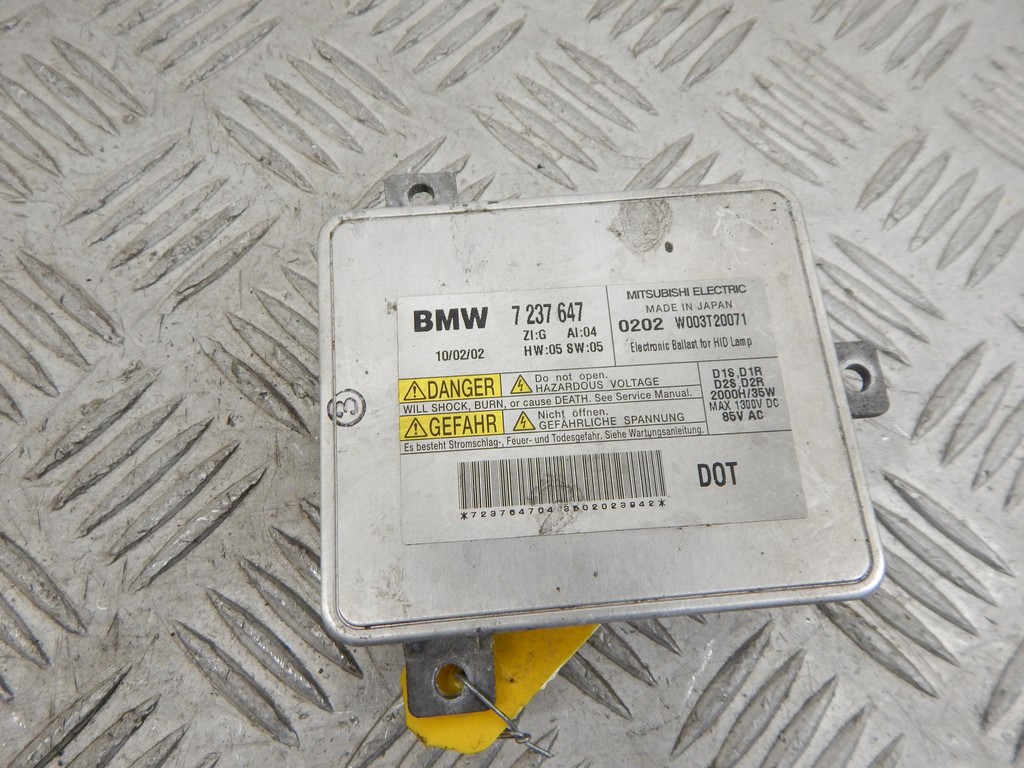 BMW 7 237 647
ZI:G AI:04
10/02/02 HW:05 SW:05
MITSUBISHI ELECTRIC
MADE IN JAPAN
0202 W003T20071
Electronic Ballast for HID Lamp
DANGER
Do not open.
HAZARDOUS VOLTAGE
WILL SHOCK, BURN, or cause DEATH. See Service Manual.
GEFAHR
Nicht öffnen.
GEFÄHRLICHE SPANNUNG
Es besteht Stromschlag-, Feuer- und Todesgefahr. Siehe Wartungsanleitung.
D1S,D1R
D2S,D2R
2000H/35W
MAX 1300V DC
85V AC
*723764704 3502023942*
DOT
3